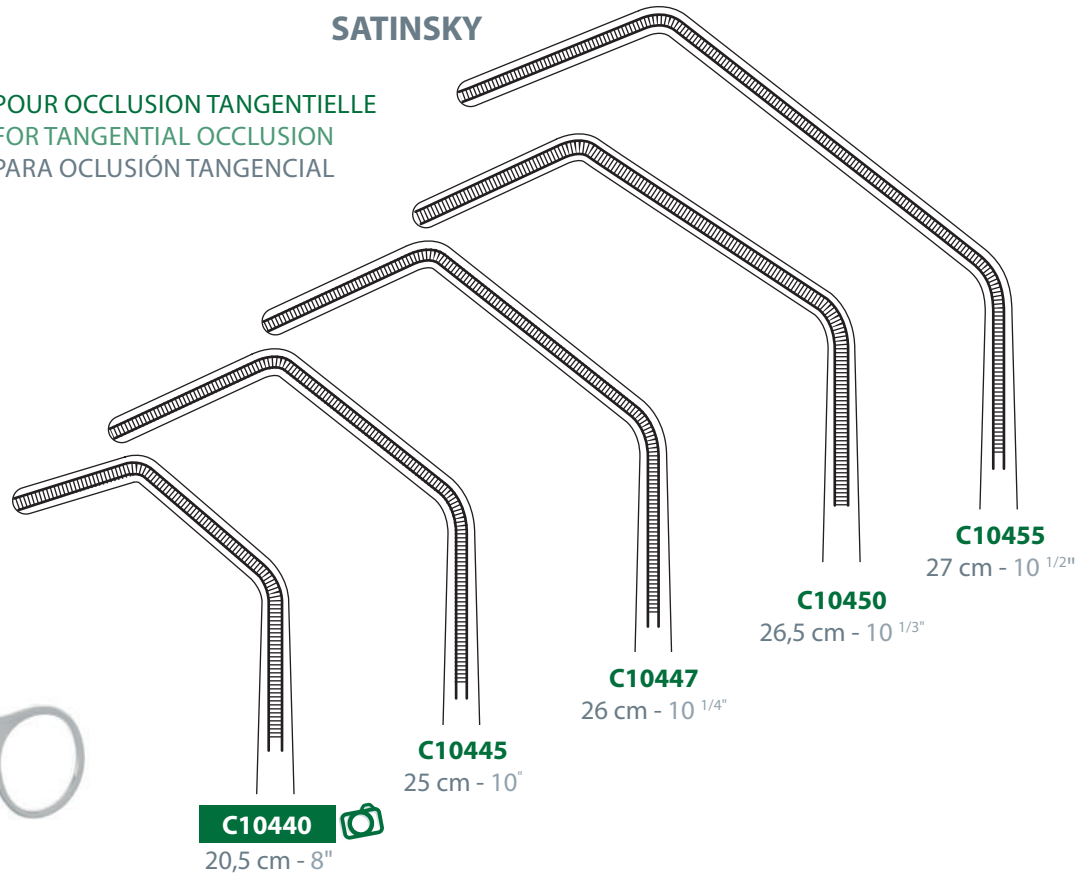 SATINSKY
POUR OCCLUSION TANGENTIELLE
FOR TANGENTIAL OCCLUSION
PARA OCLUSIÓN TANGENCIAL
C10455
27 cm - 10 1/2"
C10450
26,5 cm - 10 1/3"
C10447
26 cm - 10 1/4"
C10445
25 cm - 10"
C10440
20,5 cm - 8"